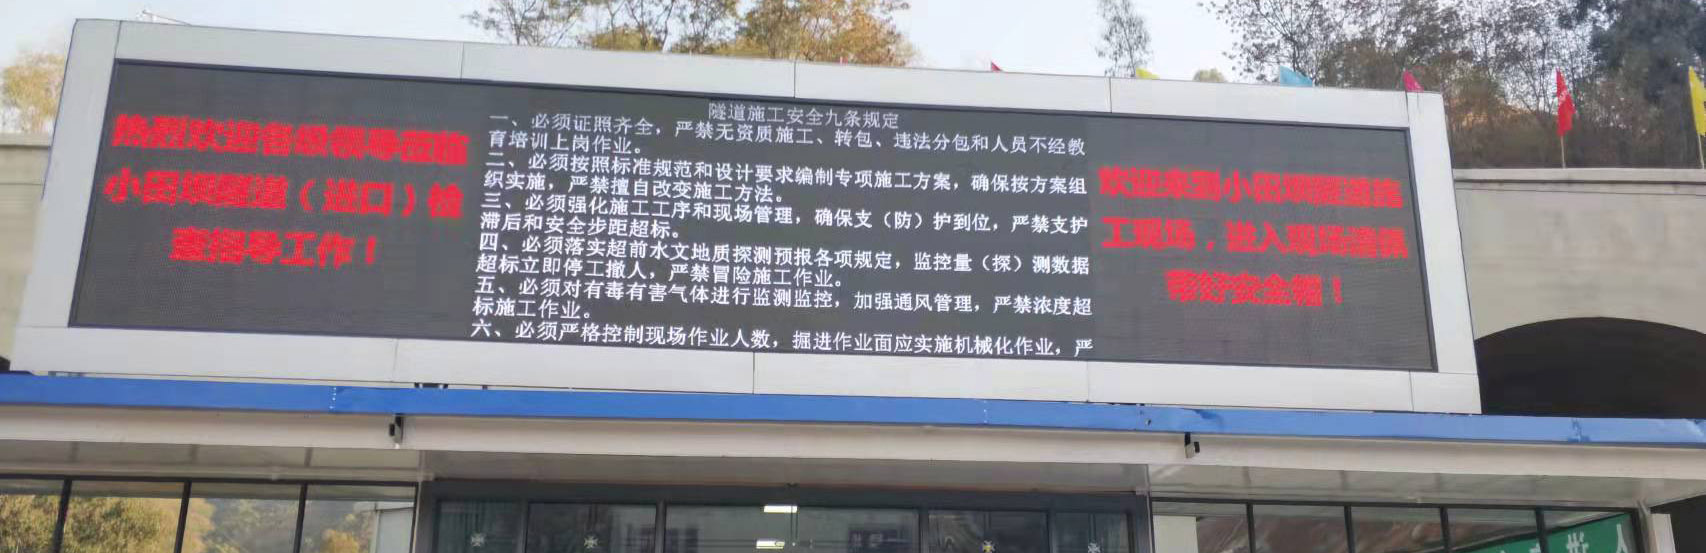 热烈欢迎各级领导莅临
小田坝隧道（进口）检
查指导工作！
隧道施工安全九条规定
一、必须证照齐全，严禁无资质施工、转包、违法分包和人员不经教
育培训上岗作业。
二、必须按照标准规范和设计要求编制专项施工方案，确保按方案组
织实施，严禁擅自改变施工方法。
三、必须强化施工工序和现场管理，确保支（防）护到位，严禁支护
滞后和安全步距超标。
四、必须落实超前水文地质探测预报各项规定，监控量（探）测数据
超标立即停工撤人，严禁冒险施工作业。
五、必须对有毒有害气体进行监测监控，加强通风管理，严禁浓度超
标施工作业。
六、必须严格控制现场作业人数，掘进作业面应实施机械化作业，严
欢迎来到小田坝隧道施
工现场，进入现场请佩
带好安全帽！